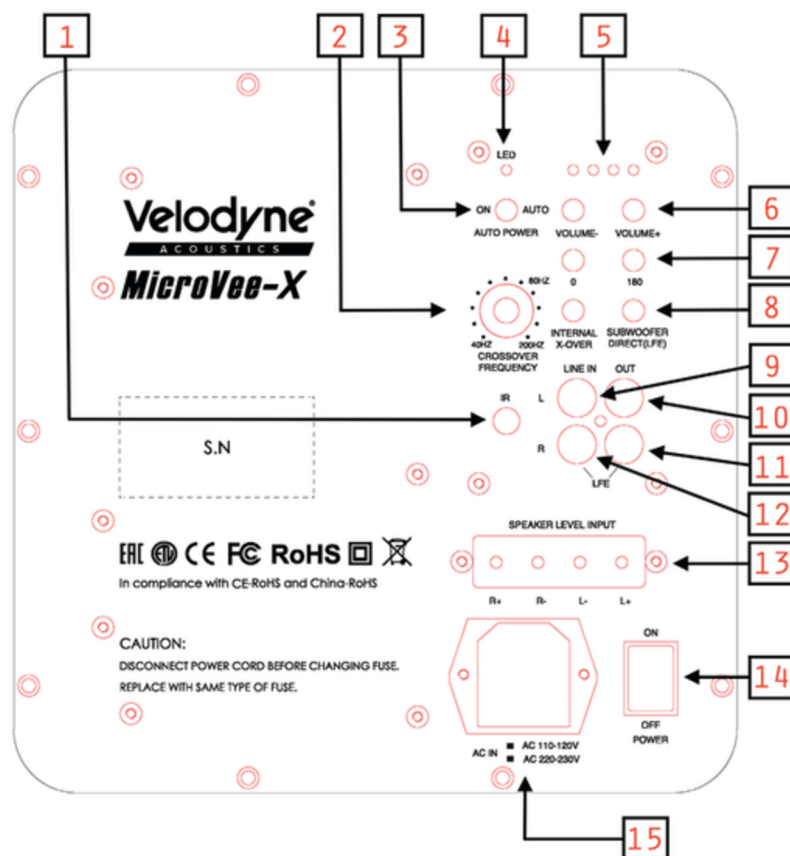 1
2
3
4
5
LED
Velodyne®
ACOUSTICS
MicroVee-X
ON
AUTO
AUTO POWER
VOLUME-
VOLUME+
6
0
180
7
80HZ
40HZ
200HZ
CROSSOVER
FREQUENCY
INTERNAL
X-OVER
SUBWOOFER
DIRECT(LFE)
8
LINE IN
OUT
9
IR
L
10
S.N
R
11
LFE
12
SPEAKER LEVEL INPUT
EAC ETL CE FC RoHS
In compliance with CE-RoHS and China-RoHS
13
R+
R-
L-
L+
CAUTION:
DISCONNECT POWER CORD BEFORE CHANGING FUSE.
REPLACE WITH SAME TYPE OF FUSE.
ON
14
OFF
POWER
AC IN
AC 110-120V
AC 220-230V
15